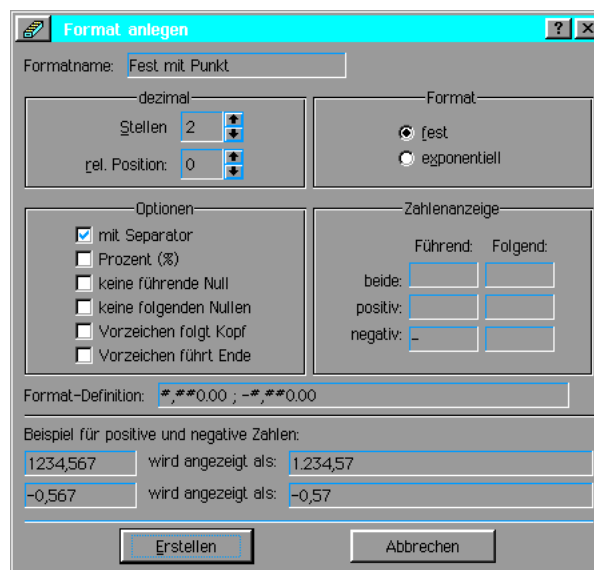 Format anlegen ? X
Formatname: Fest mit Punkt
dezimal
Stellen 2
rel. Position: 0
Format
fest
exponentiell
Optionen
mit Separator
Prozent (%)
keine führende Null
keine folgenden Nullen
Vorzeichen folgt Kopf
Vorzeichen führt Ende
Zahlenanzeige
Führend: Folgend:
beide:
positiv:
negativ: -
Format-Definition: #,##0.00 ; -#,##0.00
Beispiel für positive und negative Zahlen:
1234,567 wird angezeigt als: 1.234,57
-0,567 wird angezeigt als: -0,57
Erstellen Abbrechen